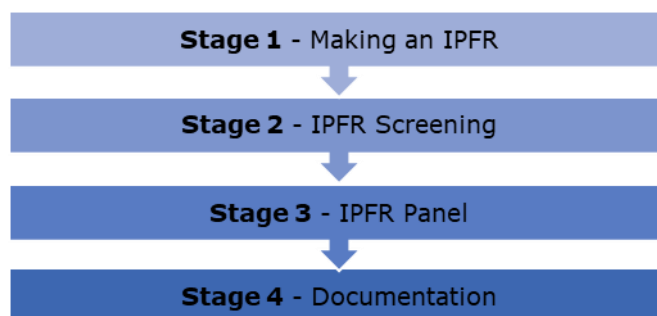 Stage 1 - Making an IPFR
Stage 2 - IPFR Screening
Stage 3 - IPFR Panel
Stage 4 - Documentation